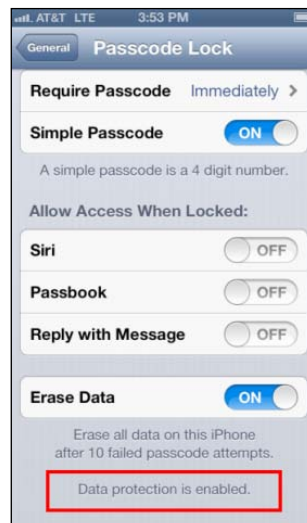 AT&T LTE 3:53 PM
General Passcode Lock
Require Passcode Immediately
Simple Passcode ON
A simple passcode is a 4 digit number.
Allow Access When Locked:
Siri OFF
Passbook OFF
Reply with Message OFF
Erase Data ON
Erase all data on this iPhone
after 10 failed passcode attempts.
Data protection is enabled.